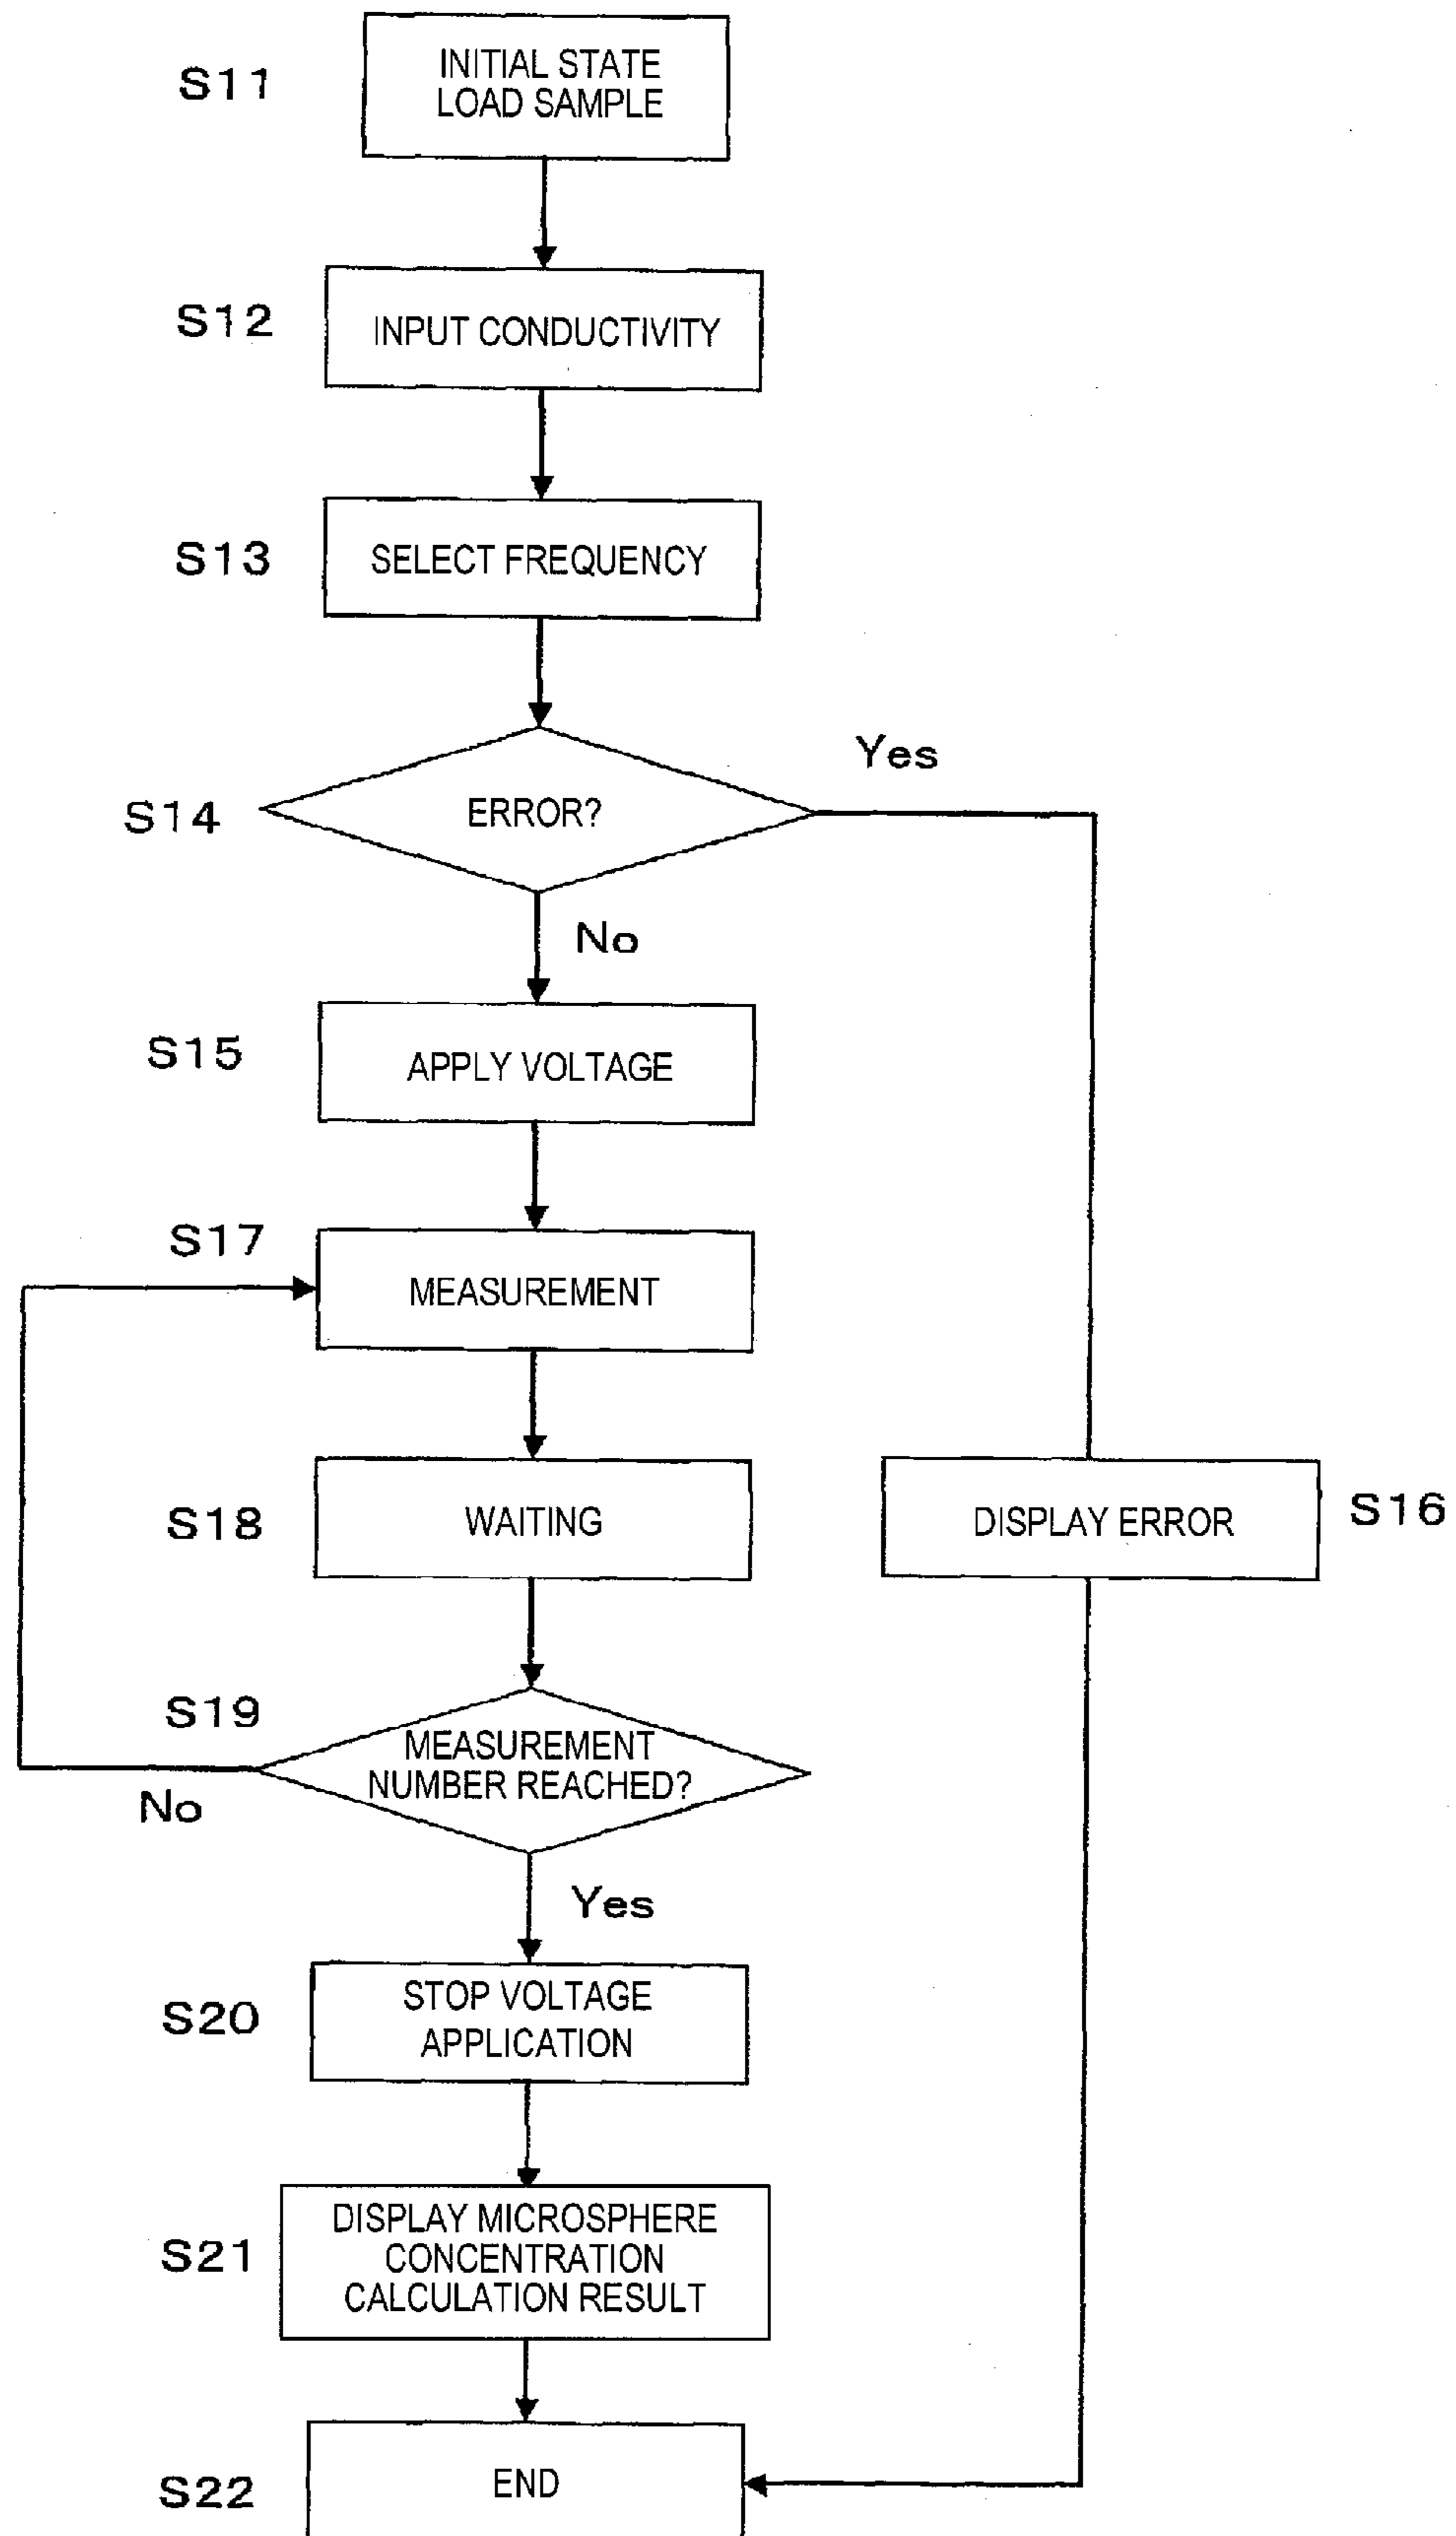 S11
INITIAL STATE
LOAD SAMPLE
S12
INPUT CONDUCTIVITY
S13
SELECT FREQUENCY
S14
ERROR?
Yes
No
S15
APPLY VOLTAGE
S17
MEASUREMENT
S18
WAITING
DISPLAY ERROR
S16
S19
MEASUREMENT
NUMBER REACHED?
No
Yes
S20
STOP VOLTAGE
APPLICATION
S21
DISPLAY MICROSPHERE
CONCENTRATION
CALCULATION RESULT
S22
END